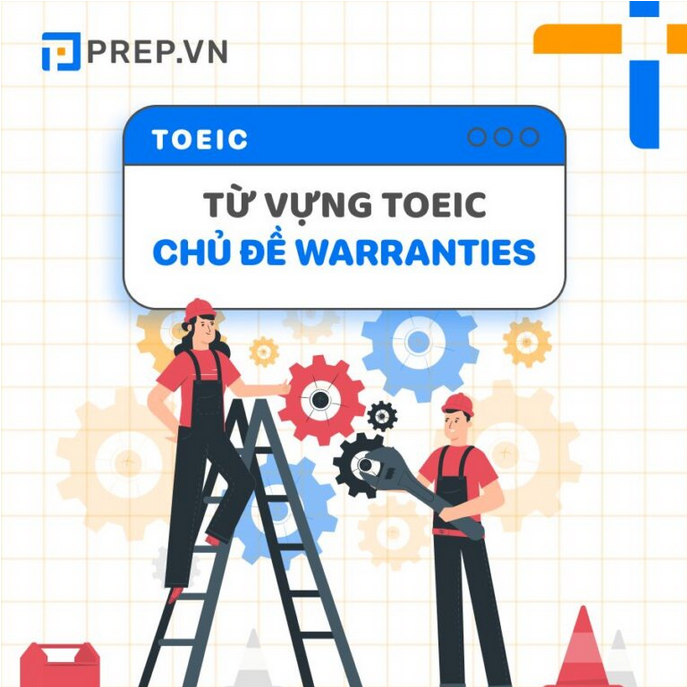 PREP.VN
TOEIC
TỪ VỰNG TOEIC
CHỦ ĐỀ WARRANTIES